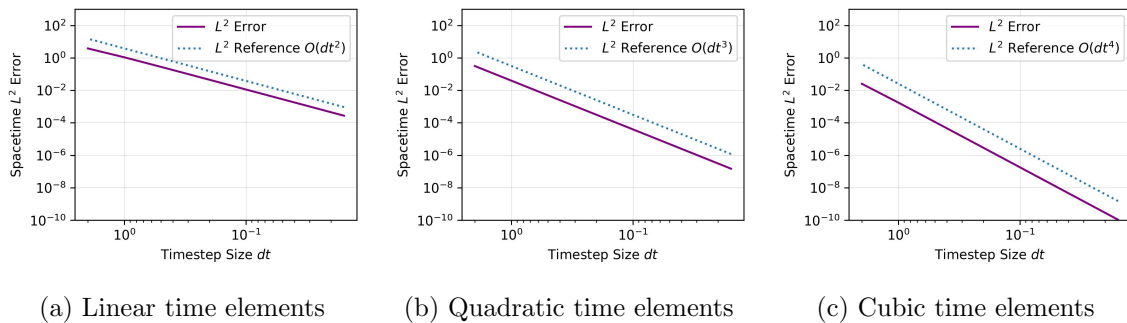 Spacetime $L^2$ Error
10² 10⁰ 10⁻² 10⁻⁴ 10⁻⁶ 10⁻⁸ 10⁻¹⁰
L² Error
L² Reference O(dt²)
10⁰ 10⁻¹
Timestep Size dt
Spacetime L² Error
10² 10⁰ 10⁻² 10⁻⁴ 10⁻⁶ 10⁻⁸ 10⁻¹⁰
L² Error
L² Reference O(dt³)
10⁰ 10⁻¹
Timestep Size dt
Spacetime L² Error
10² 10⁰ 10⁻² 10⁻⁴ 10⁻⁶ 10⁻⁸ 10⁻¹⁰
L² Error
L² Reference O(dt⁴)
10⁰ 10⁻¹
Timestep Size dt
(a) Linear time elements
(b) Quadratic time elements
(c) Cubic time elements